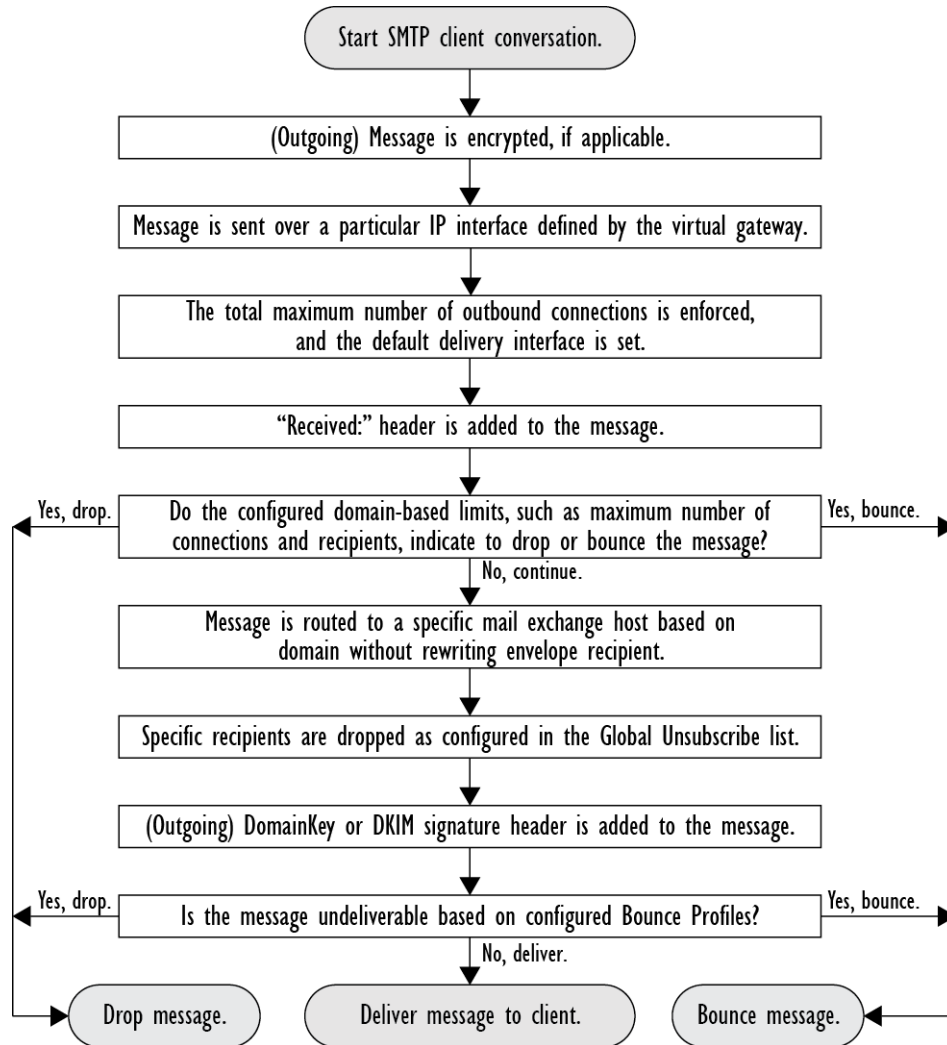 Start SMTP client conversation.
(Outgoing) Message is encrypted, if applicable.
Message is sent over a particular IP interface defined by the virtual gateway.
The total maximum number of outbound connections is enforced,
and the default delivery interface is set.
“Received:” header is added to the message.
Yes, drop.
Do the configured domain-based limits, such as maximum number of
connections and recipients, indicate to drop or bounce the message?
Yes, bounce.
No, continue.
Message is routed to a specific mail exchange host based on
domain without rewriting envelope recipient.
Specific recipients are dropped as configured in the Global Unsubscribe list.
(Outgoing) DomainKey or DKIM signature header is added to the message.
Yes, drop.
Is the message undeliverable based on configured Bounce Profiles?
Yes, bounce.
No, deliver.
Drop message.
Deliver message to client.
Bounce message.